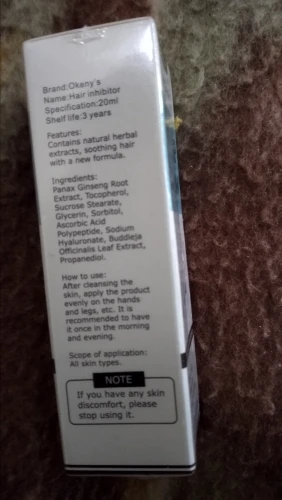 Brand:Okeny's
Name:Hair inhibitor
Specification:20ml
Shelf life:3 years
Features:
Contains natural herbal
extracts, soothing hair
with a new formula.
Ingredients:
Panax Ginseng Root
Extract, Tocopherol,
Sucrose Stearate,
Glycerin, Sorbitol,
Ascorbic Acid
Polypeptide, Sodium
Hyaluronate, Buddleja
Officinalis Leaf Extract,
Propanediol.
How to use:
After cleansing the
skin, apply the product
evenly on the hands
and legs, etc. It is
recommended to have
it once in the morning
and evening.
Scope of application:
All skin types.
NOTE
If you have any skin
discomfort, please
stop using it.